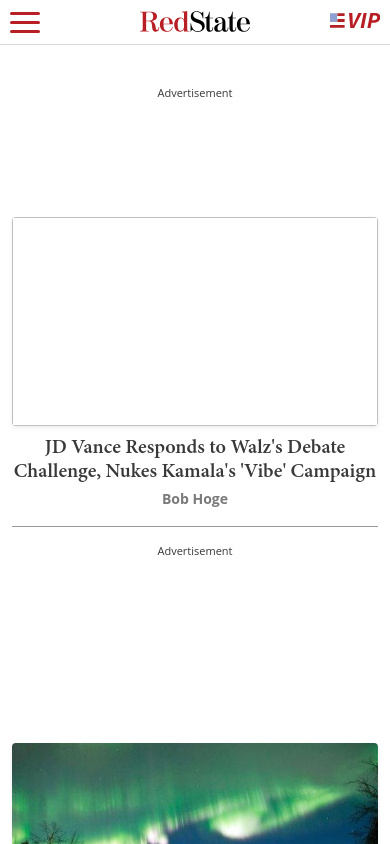 RedState
VIP
Advertisement
JD Vance Responds to Walz's Debate
Challenge, Nukes Kamala's 'Vibe' Campaign
Bob Hoge
Advertisement